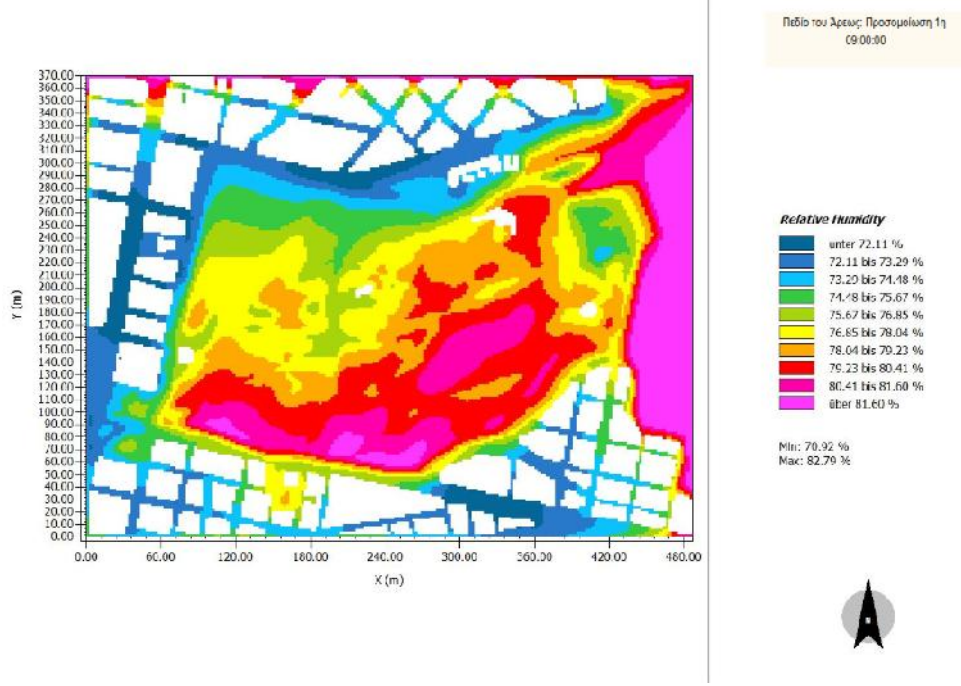 Πεδίο του Άρεως: Προσομοίωση 1η
09:00:00
370.00
360.00
350.00
340.00
330.00
320.00
310.00
300.00
290.00
280.00
270.00
260.00
250.00
240.00
230.00
220.00
210.00
200.00
190.00
180.00
170.00
160.00
150.00
140.00
130.00
120.00
110.00
100.00
90.00
80.00
70.00
60.00
50.00
40.00
30.00
20.00
10.00
0.00
Y (m)
0.00 60.00 120.00 180.00 240.00 300.00 360.00 420.00 480.00
X (m)
Relative Humidity
unter 72.11 %
72.11 bis 73.29 %
73.29 bis 74.48 %
74.48 bis 75.67 %
75.67 bis 76.85 %
76.85 bis 78.04 %
78.04 bis 79.23 %
79.23 bis 80.41 %
80.41 bis 81.60 %
über 81.60 %
Min: 70.92 %
Max: 82.79 %